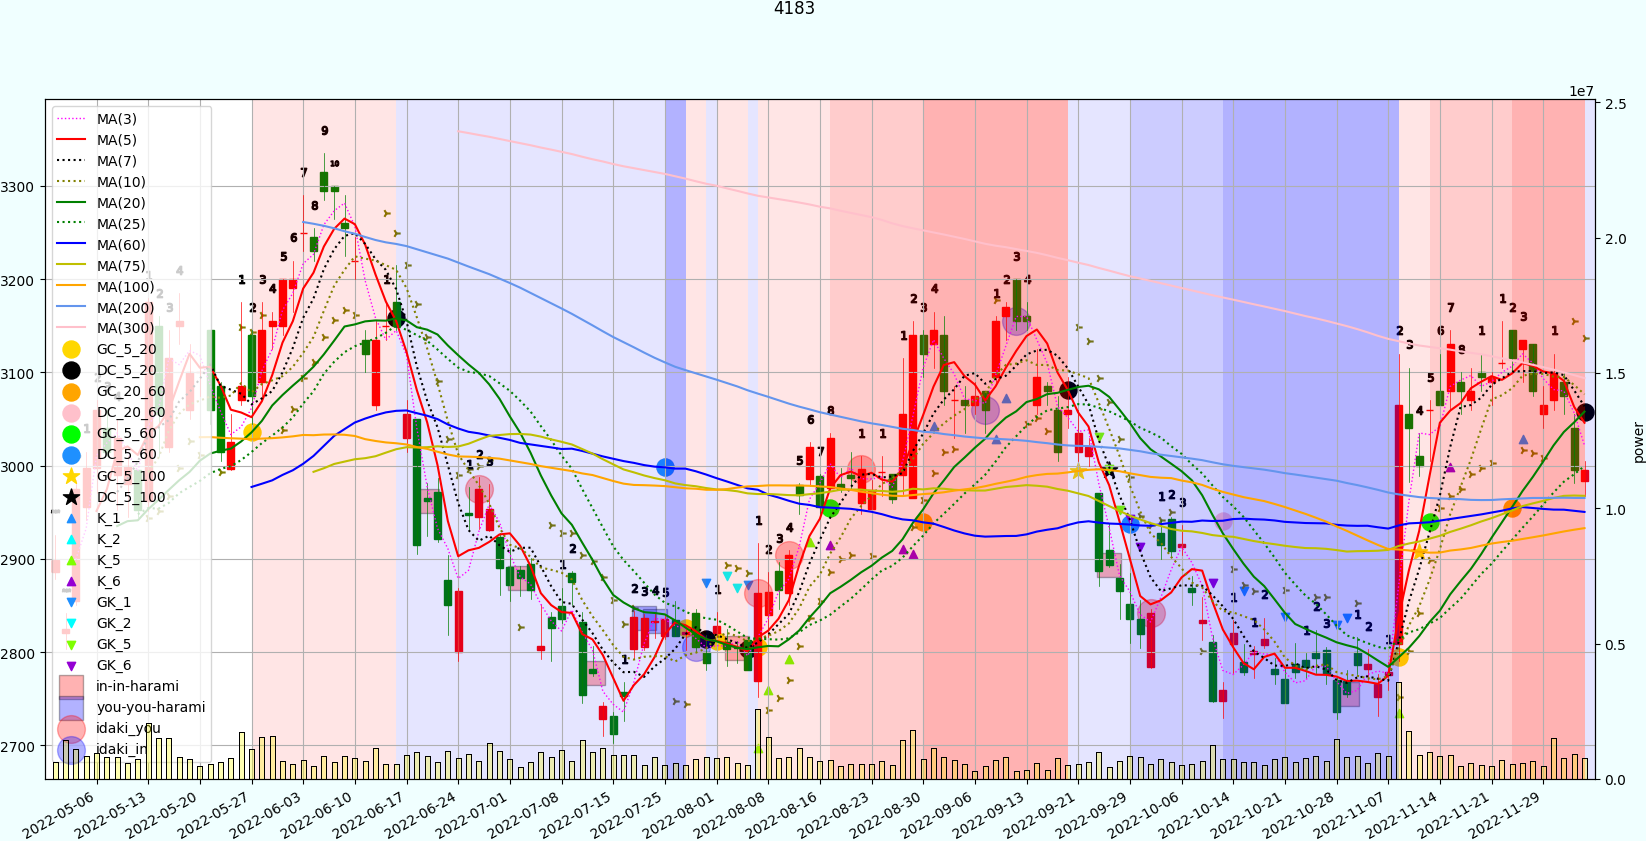 4183
1e7
MA(3)
MA(5)
MA(7)
MA(10)
MA(20)
MA(25)
MA(60)
MA(75)
MA(100)
MA(200)
MA(300)
GC_5_20
DC_5_20
GC_20_60
DC_20_60
GC_5_60
DC_5_60
GC_5_100
DC_5_100
K_1
K_2
K_5
K_6
GK_1
GK_2
GK_5
GK_6
in-in-harami
you-you-harami
idaki_you
idaki_in
3300
3200
3100
3000
2900
2800
2700
2.5
2.0
1.5
1.0
0.5
0.0
power
2022-05-06
2022-05-13
2022-05-20
2022-05-27
2022-06-03
2022-06-10
2022-06-17
2022-06-24
2022-07-01
2022-07-08
2022-07-15
2022-07-25
2022-08-01
2022-08-08
2022-08-16
2022-08-23
2022-08-30
2022-09-06
2022-09-13
2022-09-21
2022-09-29
2022-10-06
2022-10-14
2022-10-21
2022-10-28
2022-11-07
2022-11-14
2022-11-21
2022-11-29